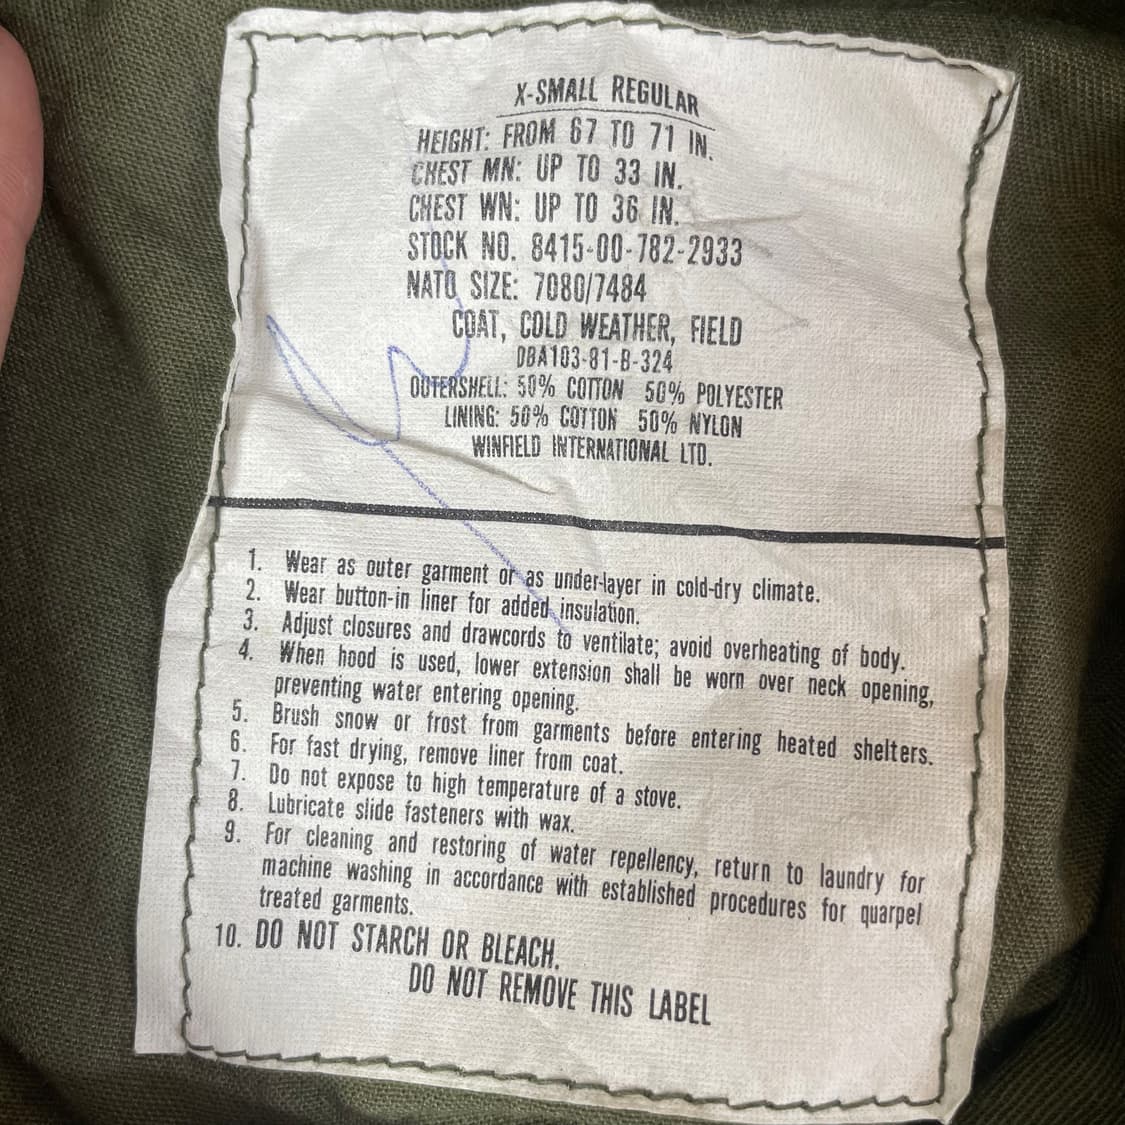 X-SMALL REGULAR
HEIGHT: FROM 67 TO 71 IN.
CHEST MN: UP TO 33 IN.
CHEST WN: UP TO 36 IN.
STOCK NO. 8415-00-782-2933
NATO SIZE: 7080/7484
COAT, COLD WEATHER, FIELD
DBA103-81-B-324
OUTERSHELL: 50% COTTON 50% POLYESTER
LINING: 50% COTTON 50% NYLON
WINFIELD INTERNATIONAL LTD.
1. Wear as outer garment or as under-layer in cold-dry climate.
2. Wear button-in liner for added insulation.
3. Adjust closures and drawcords to ventilate; avoid overheating of body.
4. When hood is used, lower extension shall be worn over neck opening,
preventing water entering opening.
5. Brush snow or frost from garments before entering heated shelters.
6. For fast drying, remove liner from coat.
7. Do not expose to high temperature of a stove.
8. Lubricate slide fasteners with wax.
9. For cleaning and restoring of water repellency, return to laundry for
machine washing in accordance with established procedures for quarpel
treated garments.
10. DO NOT STARCH OR BLEACH.
DO NOT REMOVE THIS LABEL